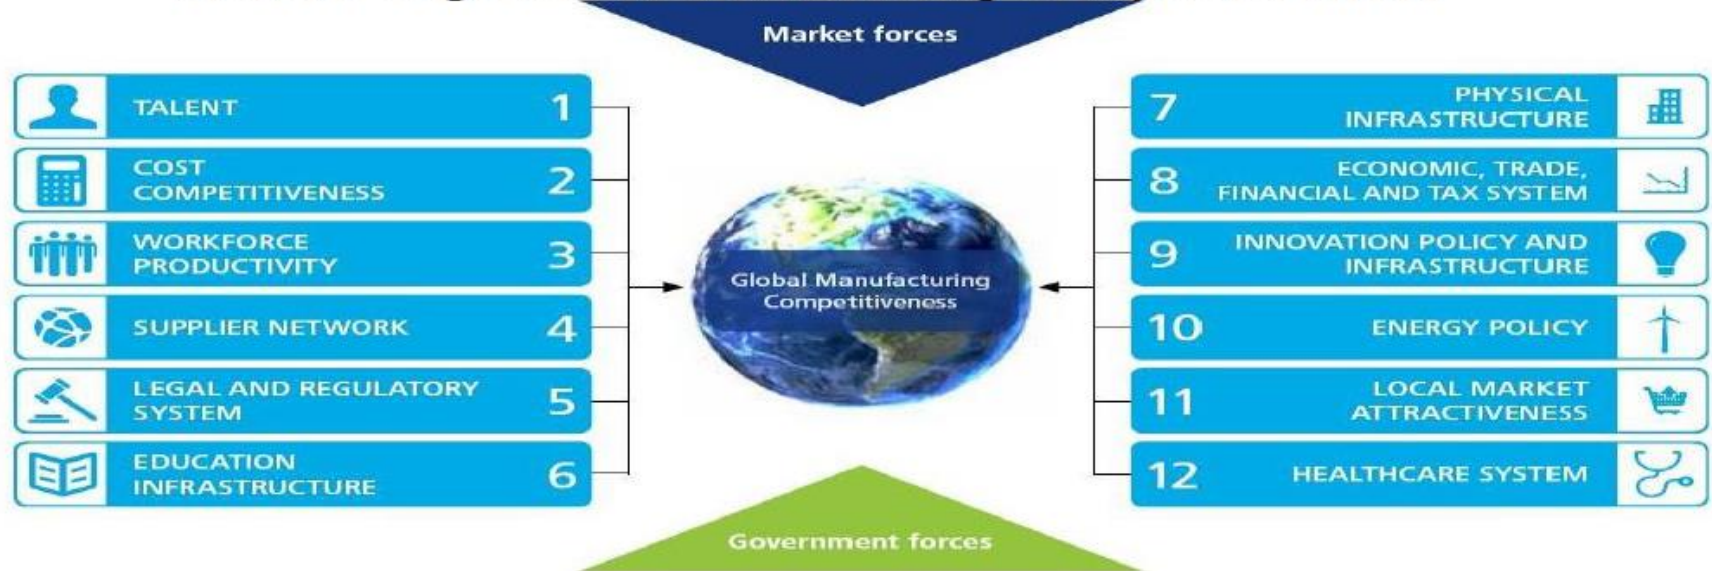 Market forces
TALENT 1
COST
COMPETITIVENESS 2
WORKFORCE
PRODUCTIVITY 3
SUPPLIER NETWORK 4
LEGAL AND REGULATORY
SYSTEM 5
EDUCATION
INFRASTRUCTURE 6
Global Manufacturing
Competitiveness
7 PHYSICAL
INFRASTRUCTURE
8 ECONOMIC, TRADE,
FINANCIAL AND TAX SYSTEM
9 INNOVATION POLICY AND
INFRASTRUCTURE
10 ENERGY POLICY
11 LOCAL MARKET
ATTRACTIVENESS
12 HEALTHCARE SYSTEM
Government forces